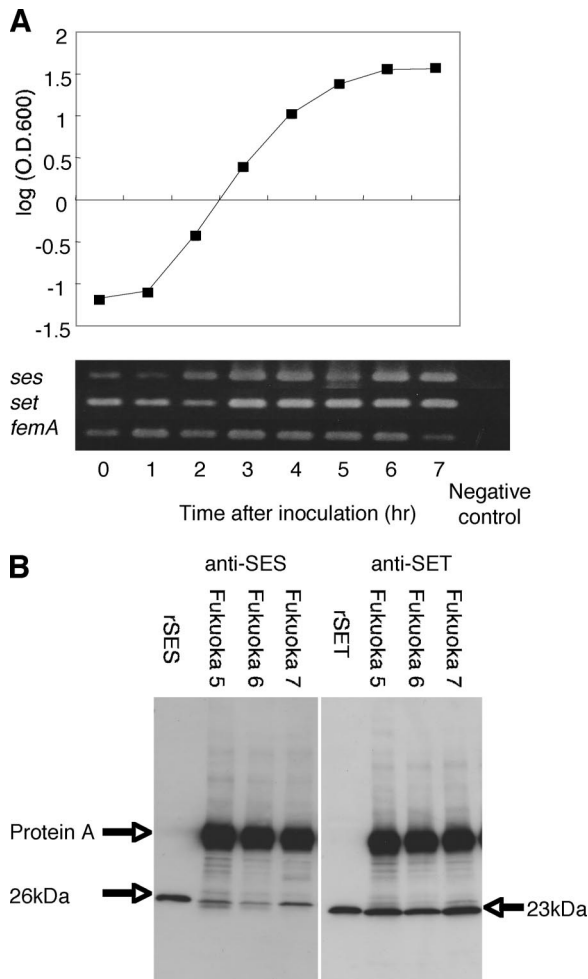 A
2
1.5
1
0.5
0
-0.5
-1
-1.5
log (O.D.600)
ses
set
femA
0 1 2 3 4 5 6 7
Negative control
Time after inoculation (hr)
B
anti-SES anti-SET
rSES Fukuoka 5 Fukuoka 6 Fukuoka 7 rSET Fukuoka 5 Fukuoka 6 Fukuoka 7
Protein A
26kDa
23kDa